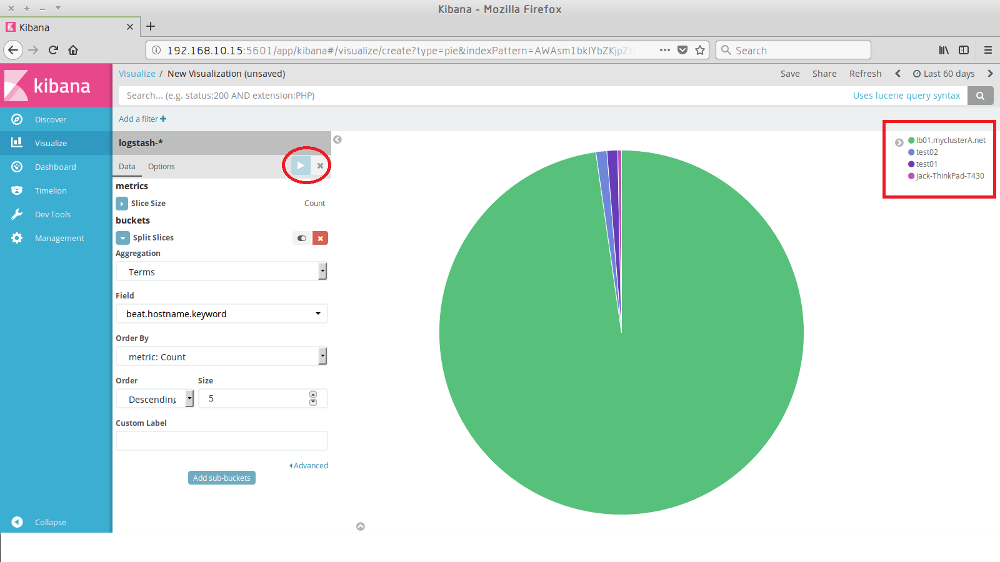 Kibana - Mozilla Firefox
Kibana
192.168.10.15:5601/app/kibana#/visualize/create?type=pie&indexPattern=AWAsm1bkIYbZKjpZt
Search
kibana
Visualize / New Visualization (unsaved)
Save Share Refresh Last 60 days
Search... (e.g. status:200 AND extension:PHP)
Uses lucene query syntax
Add a filter
Discover
Visualize
Dashboard
Timelion
Dev Tools
Management
Collapse
logstash-*
Data Options
metrics
Slice Size Count
buckets
Split Slices
Aggregation
Terms
Field
beat.hostname.keyword
Order By
metric: Count
Order Size
Descending 5
Custom Label
Advanced
Add sub-buckets
lb01.myclusterA.net
test02
test01
jack-ThinkPad-T430